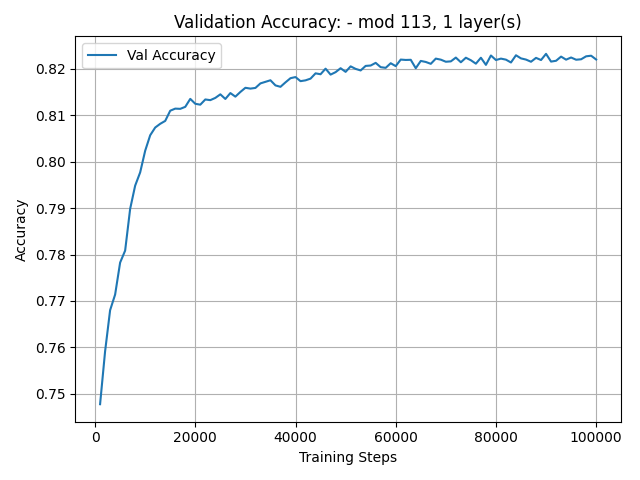 Validation Accuracy: - mod 113, 1 layer(s)
Val Accuracy
0.82
0.81
0.80
0.79
0.78
0.77
0.76
0.75
Accuracy
0 20000 40000 60000 80000 100000
Training Steps